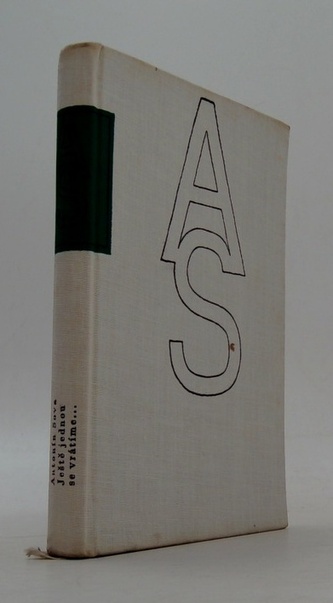 AS
Antonín Sova
Ještě jednou
se vrátíme...